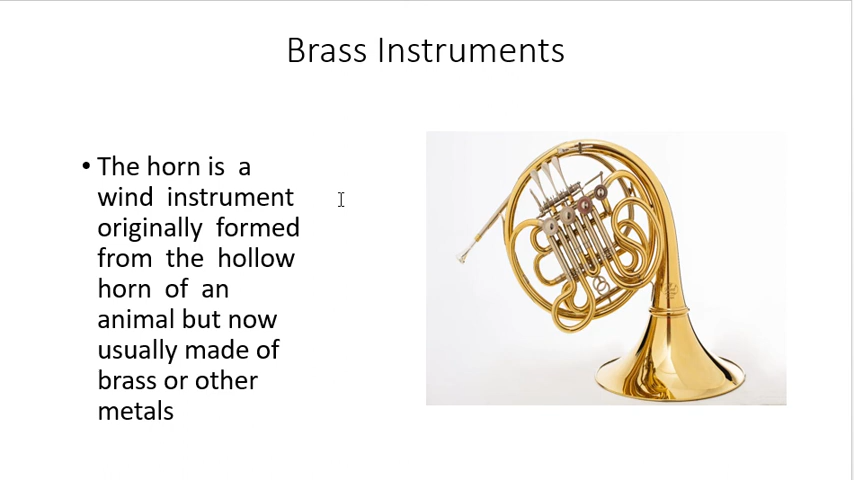 Brass Instruments
• The horn is a
wind instrument
originally formed
from the hollow
horn of an
animal but now
usually made of
brass or other
metals